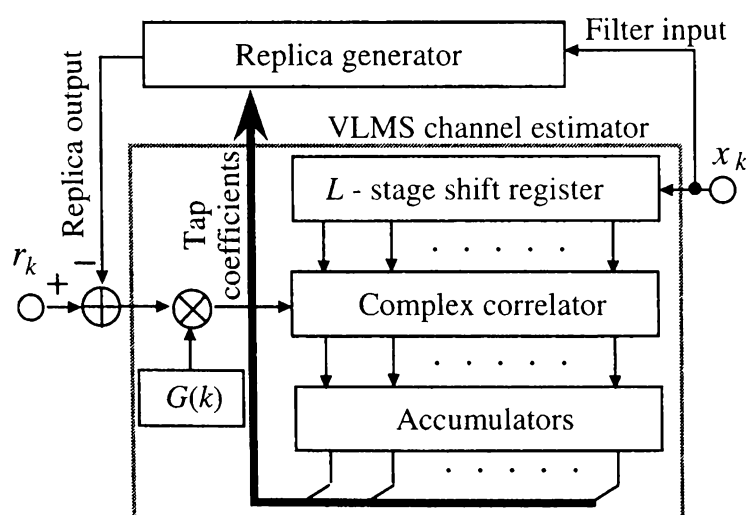 Filter input
Replica generator
Replica output
VLMS channel estimator
x_k
L - stage shift register
Tap
coefficients
r_k
+
−
. . . . .
Complex correlator
. . . . .
G(k)
Accumulators
. . . . .